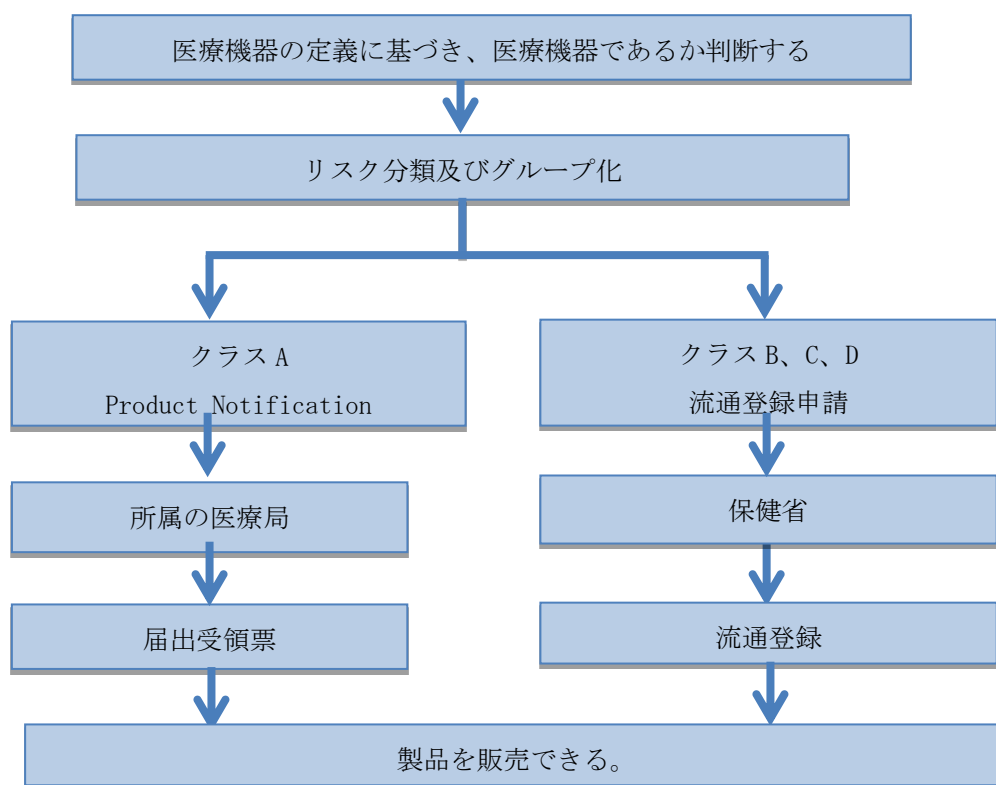 医療機器の定義に基づき、医療機器であるか判断する
リスク分類及びグループ化
クラス A
Product Notification
所属の医療局
届出受領票
クラス B、C、D
流通登録申請
保健省
流通登録
製品を販売できる。